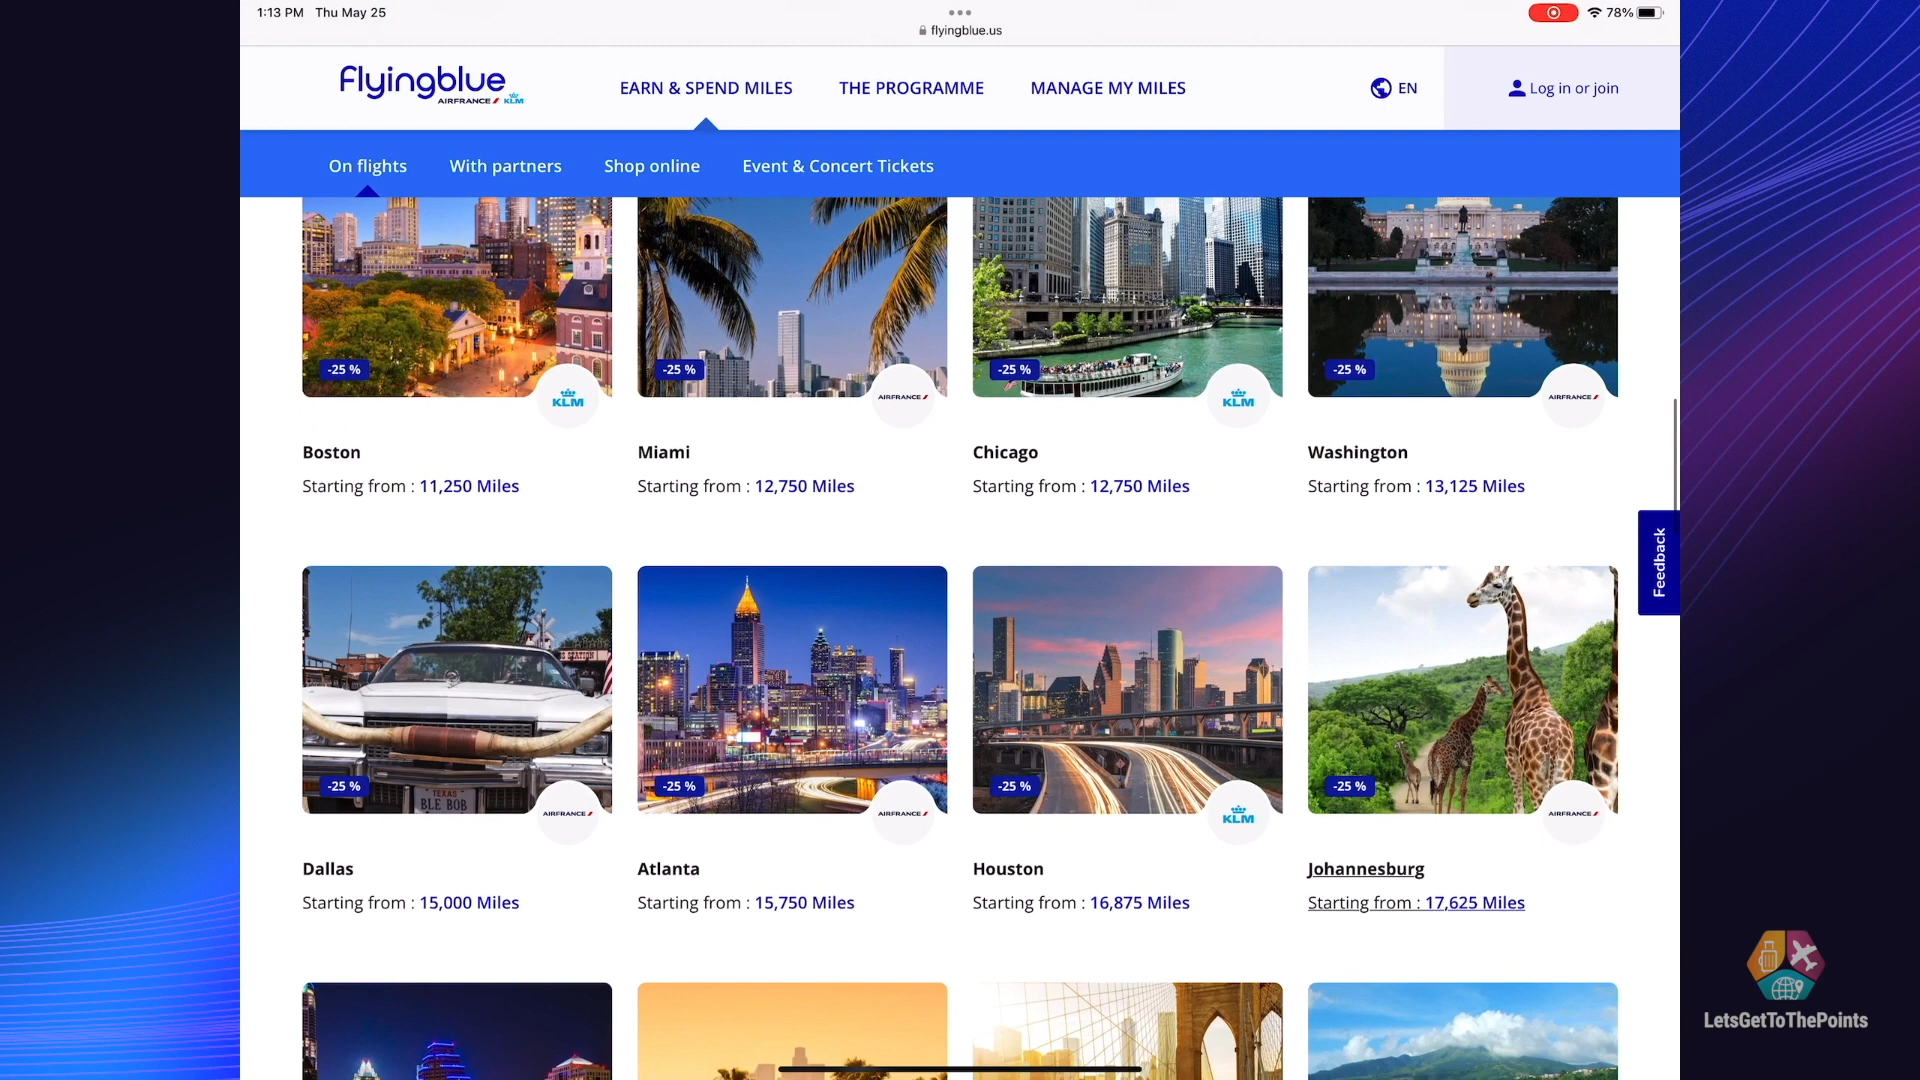 1:13 PM Thu May 25
flyingblue.us
78%
Flyingblue
AIRFRANCE KLM
EARN & SPEND MILES
THE PROGRAMME
MANAGE MY MILES
EN
Log in or join
On flights
With partners
Shop online
Event & Concert Tickets
-25 %
KLM
-25 %
AIRFRANCE
-25 %
KLM
-25 %
AIRFRANCE
Boston
Starting from : 11,250 Miles
Miami
Starting from : 12,750 Miles
Chicago
Starting from : 12,750 Miles
Washington
Starting from : 13,125 Miles
Feedback
TEXAS
BLE BOB
-25 %
AIRFRANCE
-25 %
AIRFRANCE
-25 %
KLM
-25 %
AIRFRANCE
Dallas
Starting from : 15,000 Miles
Atlanta
Starting from : 15,750 Miles
Houston
Starting from : 16,875 Miles
Johannesburg
Starting from : 17,625 Miles
LetsGetToThePoints